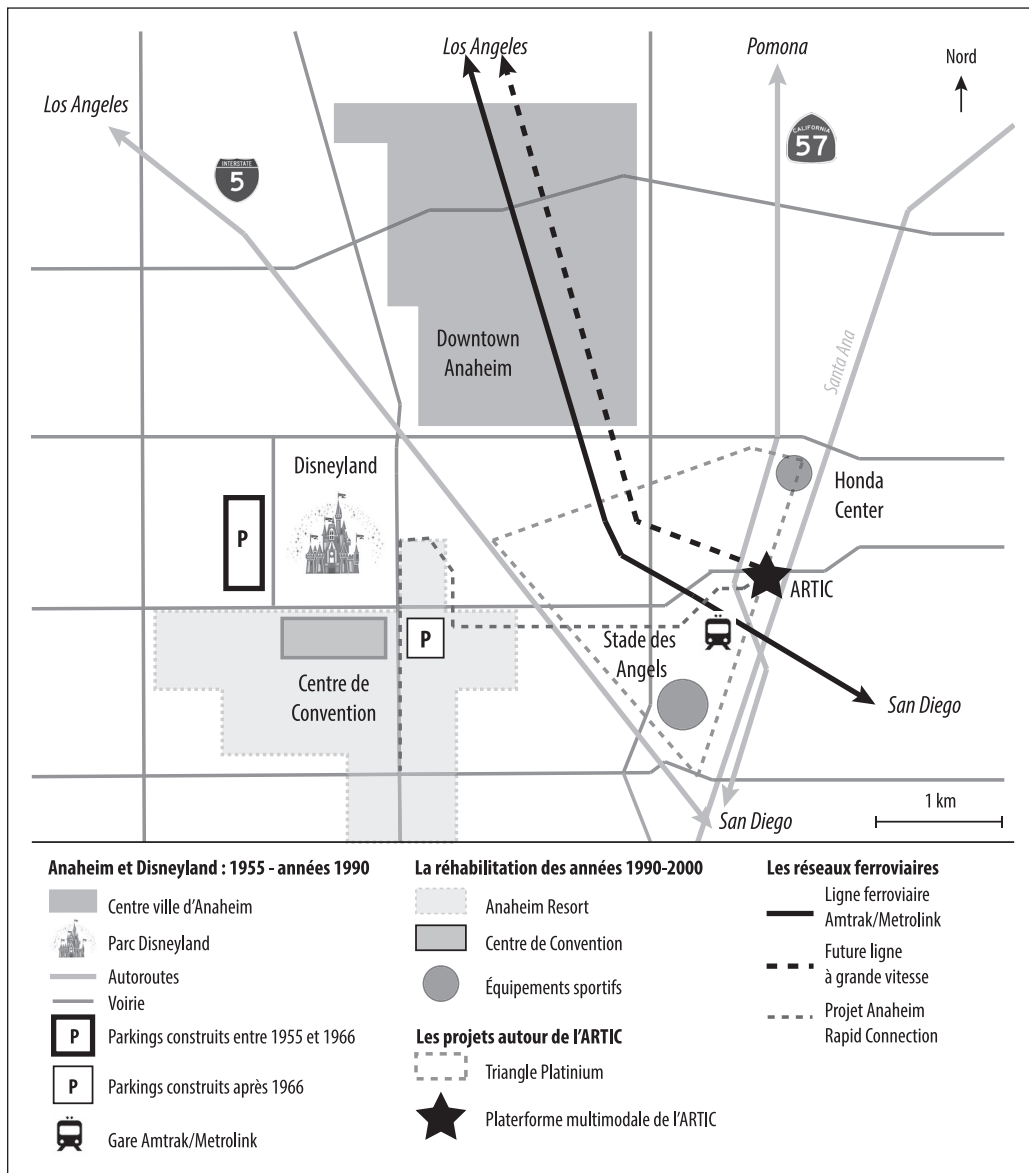 Los Angeles
Pomona
Nord
Los Angeles
INTERSTATE
5
CALIFORNIA
57
Downtown
Anaheim
Santa Ana
Disneyland
P
Honda
Center
ARTIC
P
Stade des
Angels
Centre de
Convention
San Diego
San Diego
1 km
Anaheim et Disneyland : 1955 - années 1990
Centre ville d’Anaheim
Parc Disneyland
Autoroutes
Voirie
P
Parkings construits entre 1955 et 1966
P
Parkings construits après 1966
Gare Amtrak/Metrolink
La réhabilitation des années 1990-2000
Anaheim Resort
Centre de Convention
Équipements sportifs
Les projets autour de l’ARTIC
Triangle Platinium
Platerforme multimodale de l’ARTIC
Les réseaux ferroviaires
Ligne ferroviaire
Amtrak/Metrolink
Future ligne
à grande vitesse
Projet Anaheim
Rapid Connection